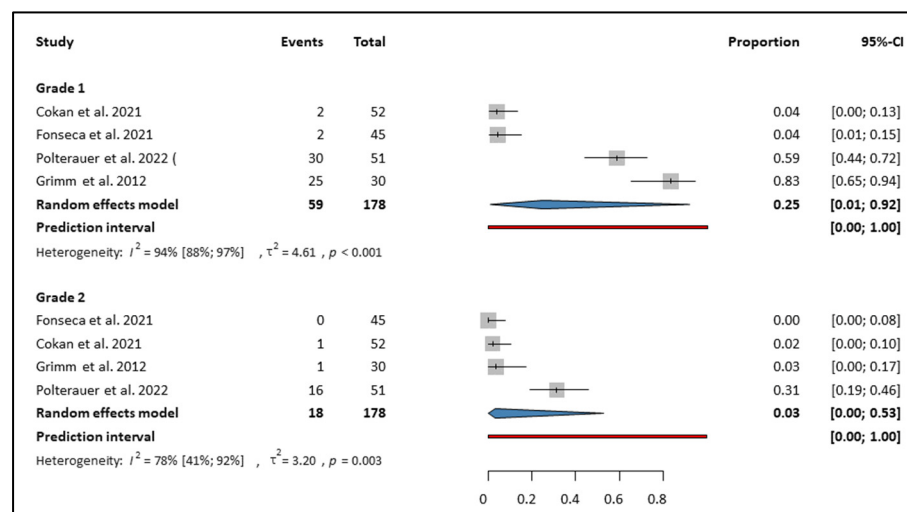 Study Events Total Proportion 95%-CI
Grade 1
Cokan et al. 2021 2 52 0.04 [0.00; 0.13]
Fonseca et al. 2021 2 45 0.04 [0.01; 0.15]
Polterauer et al. 2022 ( 30 51 0.59 [0.44; 0.72]
Grimm et al. 2012 25 30 0.83 [0.65; 0.94]
Random effects model 59 178 0.25 [0.01; 0.92]
Prediction interval [0.00; 1.00]
Heterogeneity: I² = 94% [88%; 97%] , τ² = 4.61 , p < 0.001
Grade 2
Fonseca et al. 2021 0 45 0.00 [0.00; 0.08]
Cokan et al. 2021 1 52 0.02 [0.00; 0.10]
Grimm et al. 2012 1 30 0.03 [0.00; 0.17]
Polterauer et al. 2022 16 51 0.31 [0.19; 0.46]
Random effects model 18 178 0.03 [0.00; 0.53]
Prediction interval [0.00; 1.00]
Heterogeneity: I² = 78% [41%; 92%] , τ² = 3.20 , p = 0.003
0 0.2 0.4 0.6 0.8